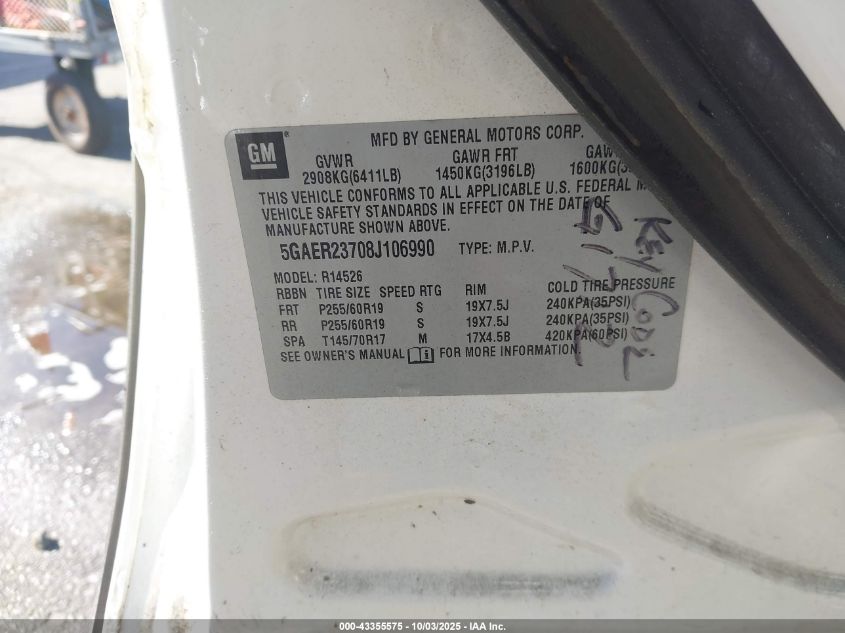 GM
MFD BY GENERAL MOTORS CORP.
GVWR GAWR FRT
2908KG(6411LB) 1450KG(3196LB) 1600KG
THIS VEHICLE CONFORMS TO ALL APPLICABLE U.S. FEDERAL
VEHICLE SAFETY STANDARDS IN EFFECT ON THE DATE OF
MANUFACTURE SHOWN ABOVE.
5GAER23708J106990 TYPE: M.P.V.
MODEL: R14526
RBBN TIRE SIZE SPEED RTG RIM COLD TIRE PRESSURE
FRT P255/60R19 S 19X7.5J 240KPA(35PSI)
RR P255/60R19 S 19X7.5J 240KPA(35PSI)
SPA T145/70R17 M 17X4.5B 420KPA(60PSI)
SEE OWNER'S MANUAL FOR MORE INFORMATION.
KEY CODE
000-43355575 - 10/03/2025 - IAA Inc.